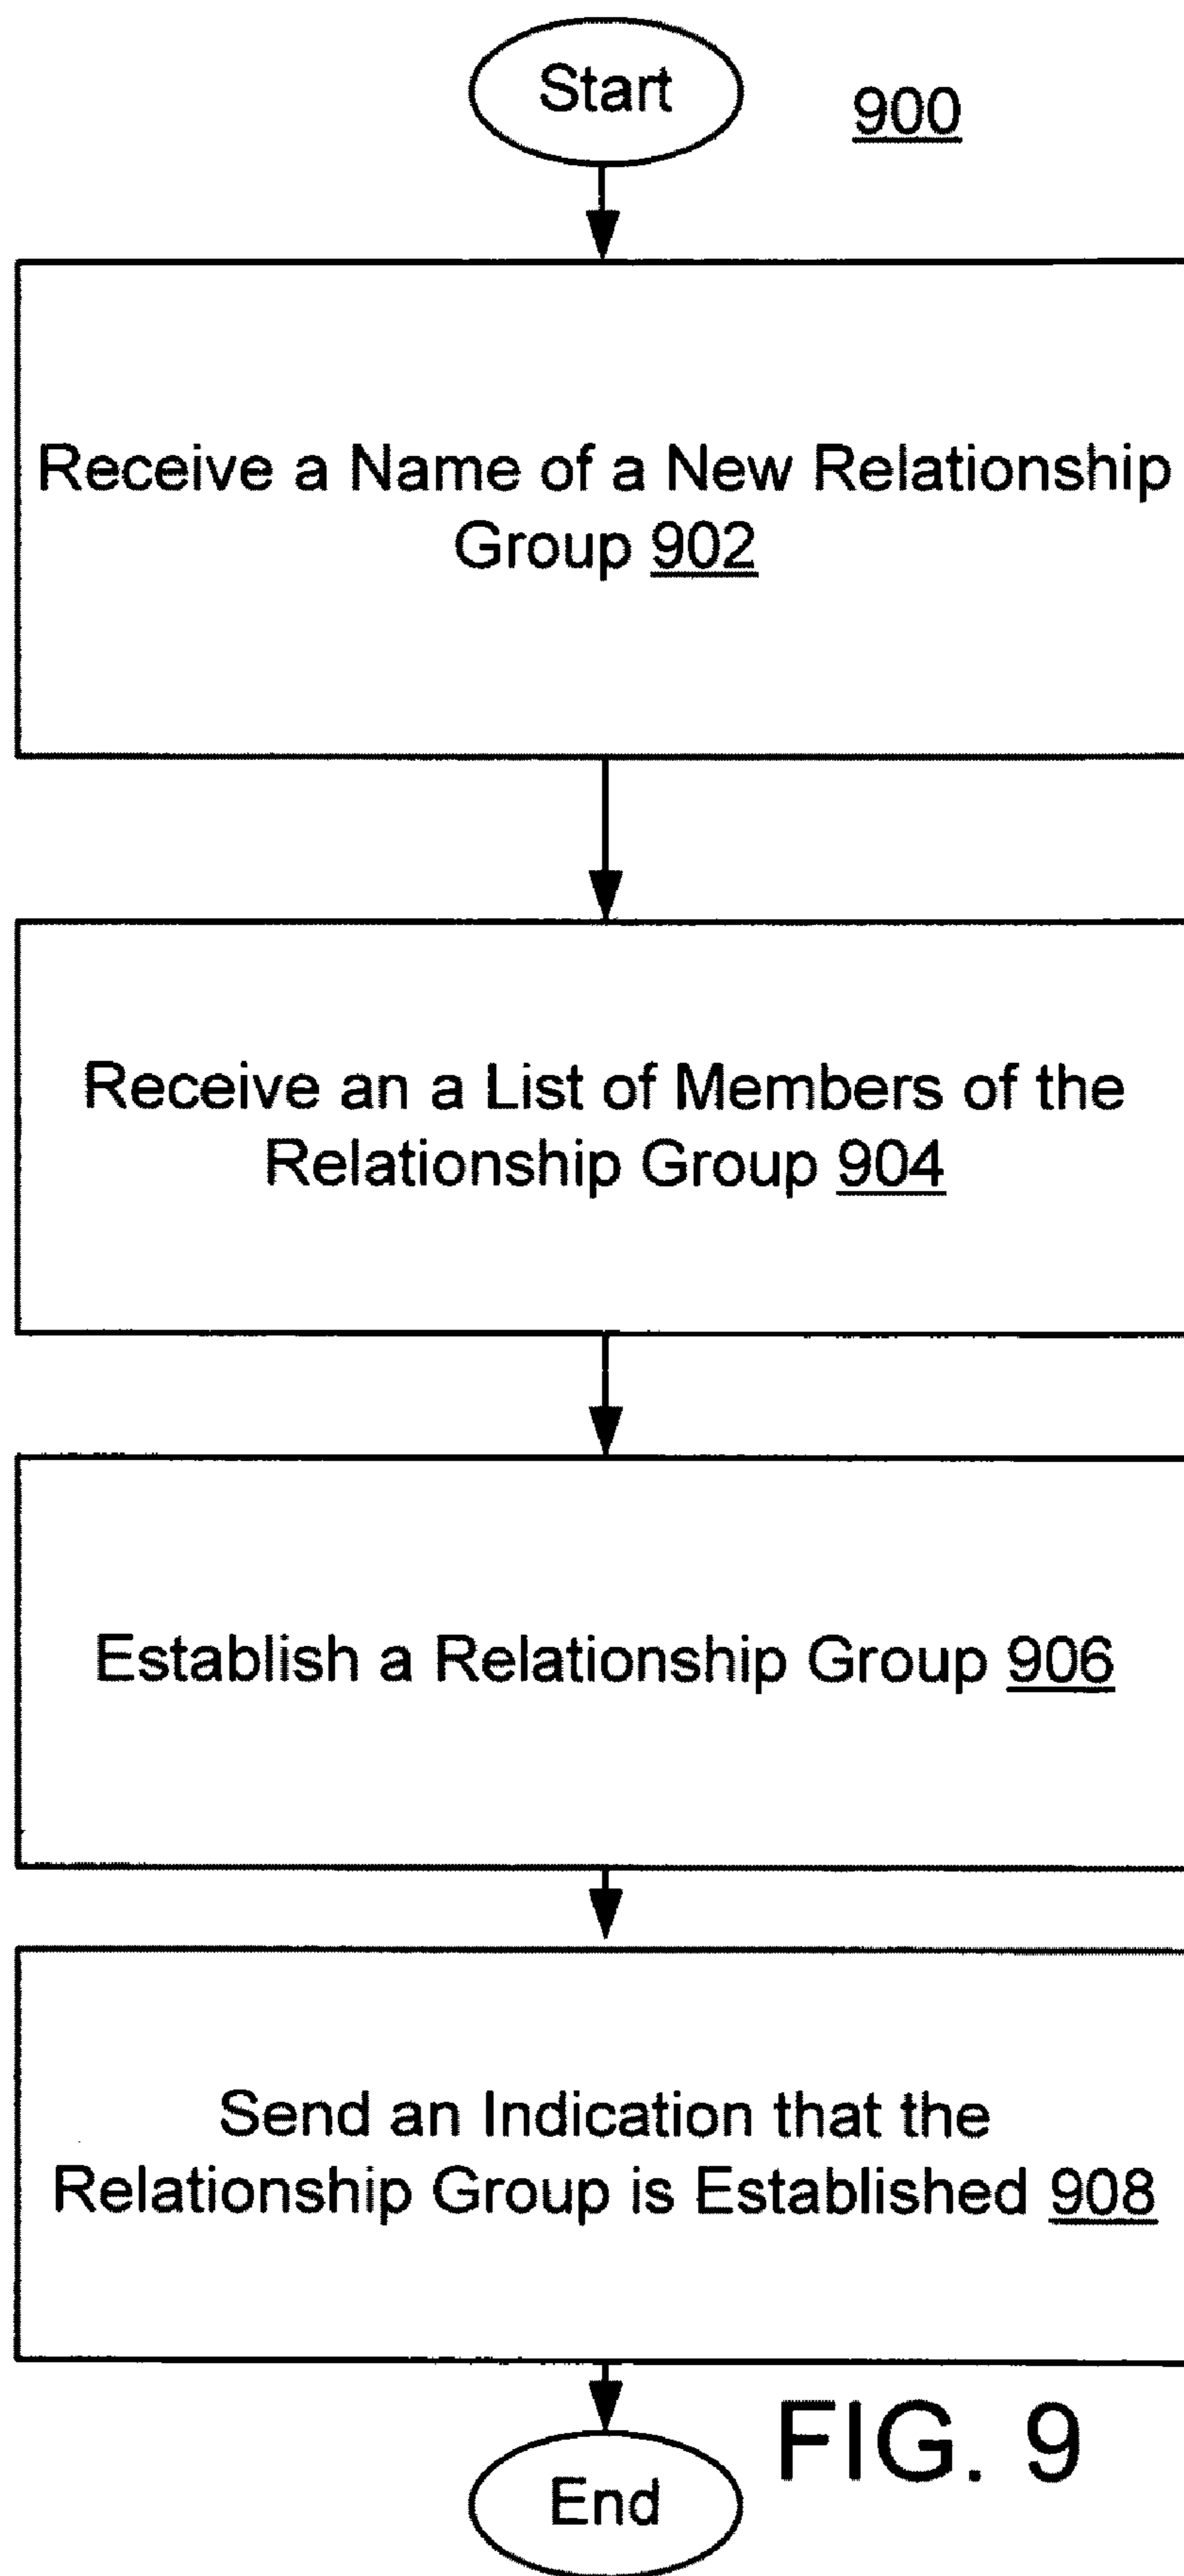 Start
900
Receive a Name of a New Relationship
Group 902
Receive an a List of Members of the
Relationship Group 904
Establish a Relationship Group 906
Send an Indication that the
Relationship Group is Established 908
FIG. 9
End